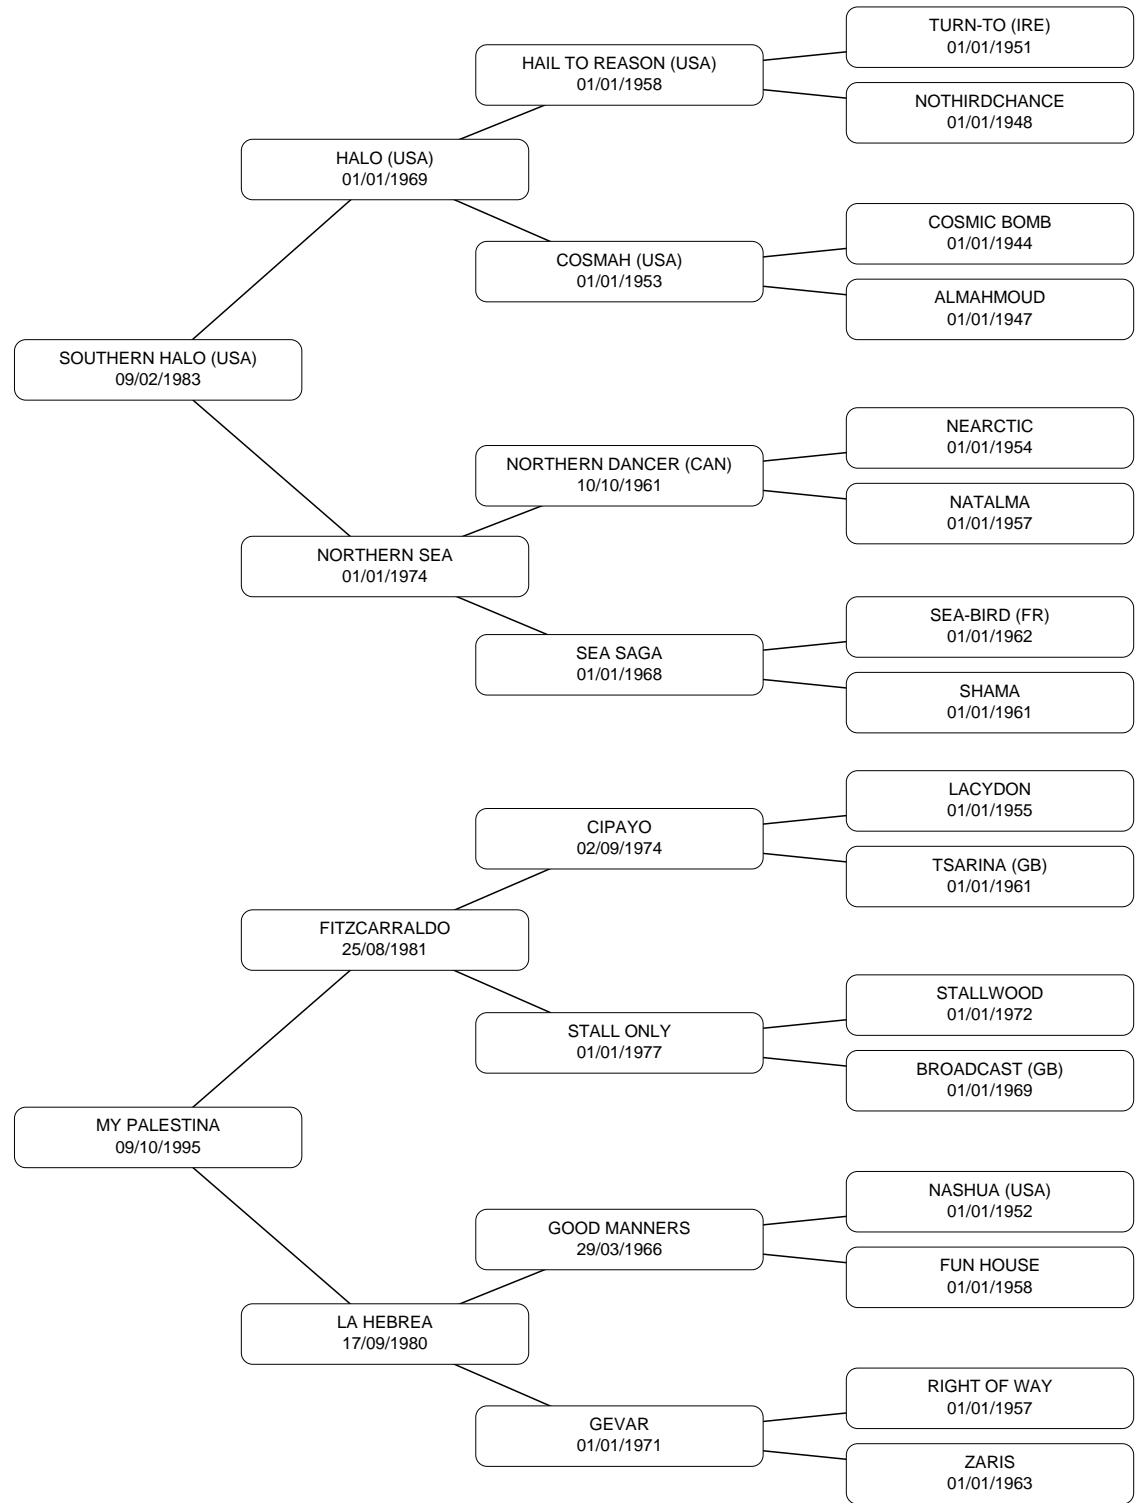 TURN-TO (IRE)
01/01/1951
HAIL TO REASON (USA)
01/01/1958
NOTHIRDCHANCE
01/01/1948
HALO (USA)
01/01/1969
COSMIC BOMB
01/01/1944
COSMAH (USA)
01/01/1953
ALMAHMOUD
01/01/1947
SOUTHERN HALO (USA)
09/02/1983
NEARCTIC
01/01/1954
NORTHERN DANCER (CAN)
10/10/1961
NATALMA
01/01/1957
NORTHERN SEA
01/01/1974
SEA-BIRD (FR)
01/01/1962
SEA SAGA
01/01/1968
SHAMA
01/01/1961
LACYDON
01/01/1955
CIPAYO
02/09/1974
TSARINA (GB)
01/01/1961
FITZCARRALDO
25/08/1981
STALLWOOD
01/01/1972
STALL ONLY
01/01/1977
BROADCAST (GB)
01/01/1969
MY PALESTINA
09/10/1995
NASHUA (USA)
01/01/1952
GOOD MANNERS
29/03/1966
FUN HOUSE
01/01/1958
LA HEBREA
17/09/1980
RIGHT OF WAY
01/01/1957
GEVAR
01/01/1971
ZARIS
01/01/1963